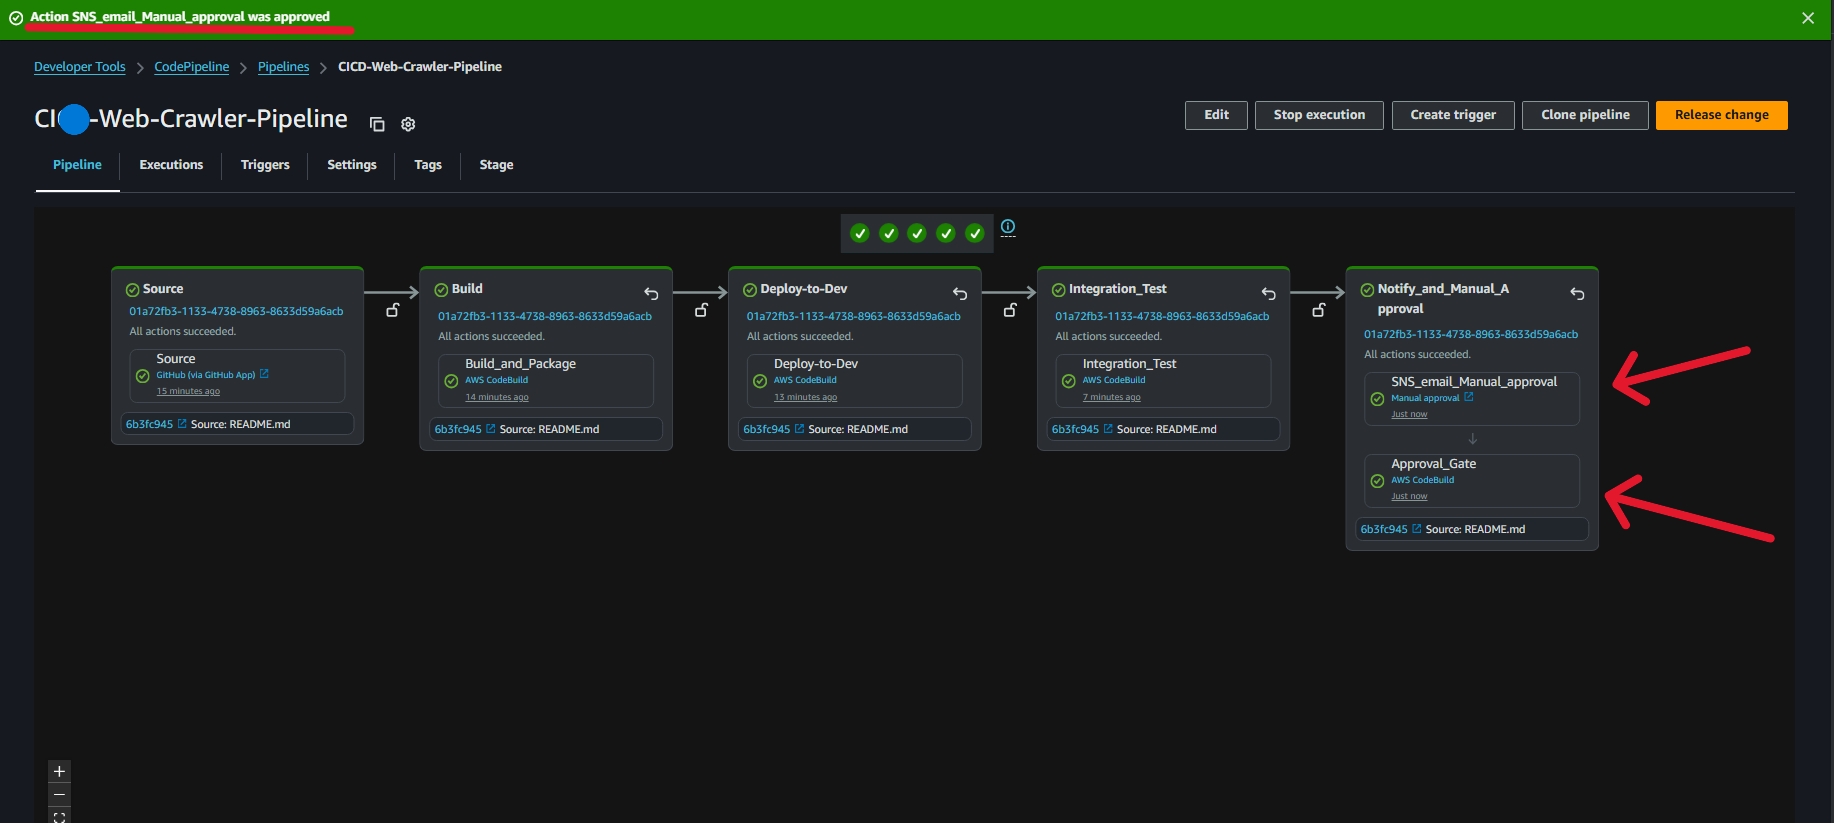 Action SNS_email_Manual_approval was approved
Developer Tools
CodePipeline
Pipelines
CICD-Web-Crawler-Pipeline
CI -Web-Crawler-Pipeline
Edit
Stop execution
Create trigger
Clone pipeline
Release change
Pipeline
Executions
Triggers
Settings
Tags
Stage
Source
01a72fb3-1133-4738-8963-8633d59a6acb
All actions succeeded.
Source
GitHub (via GitHub App)
15 minutes ago
6b3fc945 Source: README.md
Build
01a72fb3-1133-4738-8963-8633d59a6acb
All actions succeeded.
Build_and_Package
AWS CodeBuild
14 minutes ago
6b3fc945 Source: README.md
Deploy-to-Dev
01a72fb3-1133-4738-8963-8633d59a6acb
All actions succeeded.
Deploy-to-Dev
AWS CodeBuild
13 minutes ago
6b3fc945 Source: README.md
Integration_Test
01a72fb3-1133-4738-8963-8633d59a6acb
All actions succeeded.
Integration_Test
AWS CodeBuild
7 minutes ago
6b3fc945 Source: README.md
Notify_and_Manual_A
pproval
01a72fb3-1133-4738-8963-8633d59a6acb
All actions succeeded.
SNS_email_Manual_approval
Manual approval
Just now
Approval_Gate
AWS CodeBuild
Just now
6b3fc945 Source: README.md